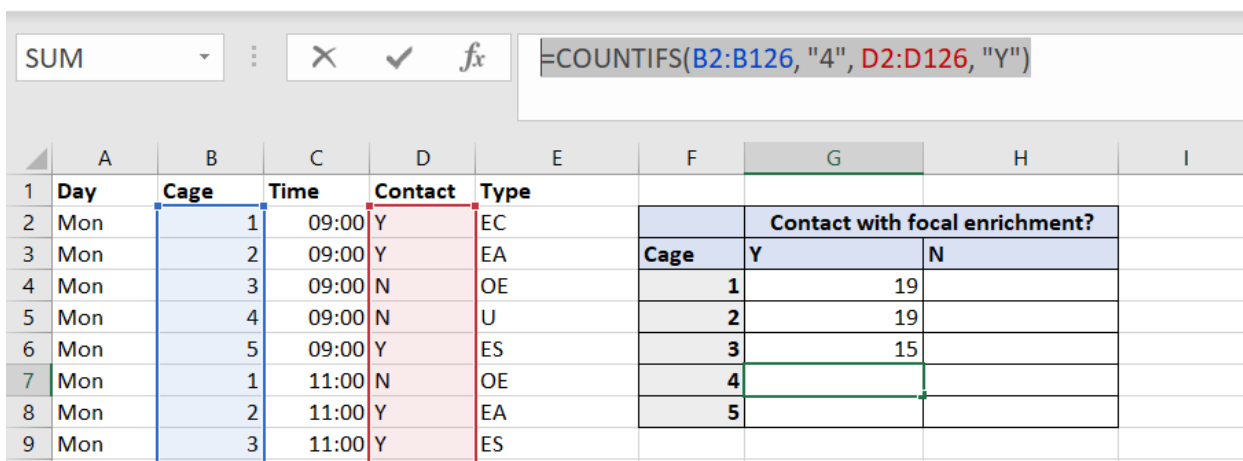 SUM fx =COUNTIFS(B2:B126, "4", D2:D126, "Y")
A B C D E F G H I
1 Day Cage Time Contact Type
2 Mon 1 09:00 Y EC Contact with focal enrichment?
3 Mon 2 09:00 Y EA Cage Y N
4 Mon 3 09:00 N OE 1 19
5 Mon 4 09:00 N U 2 19
6 Mon 5 09:00 Y ES 3 15
7 Mon 1 11:00 N OE 4
8 Mon 2 11:00 Y EA 5
9 Mon 3 11:00 Y ES